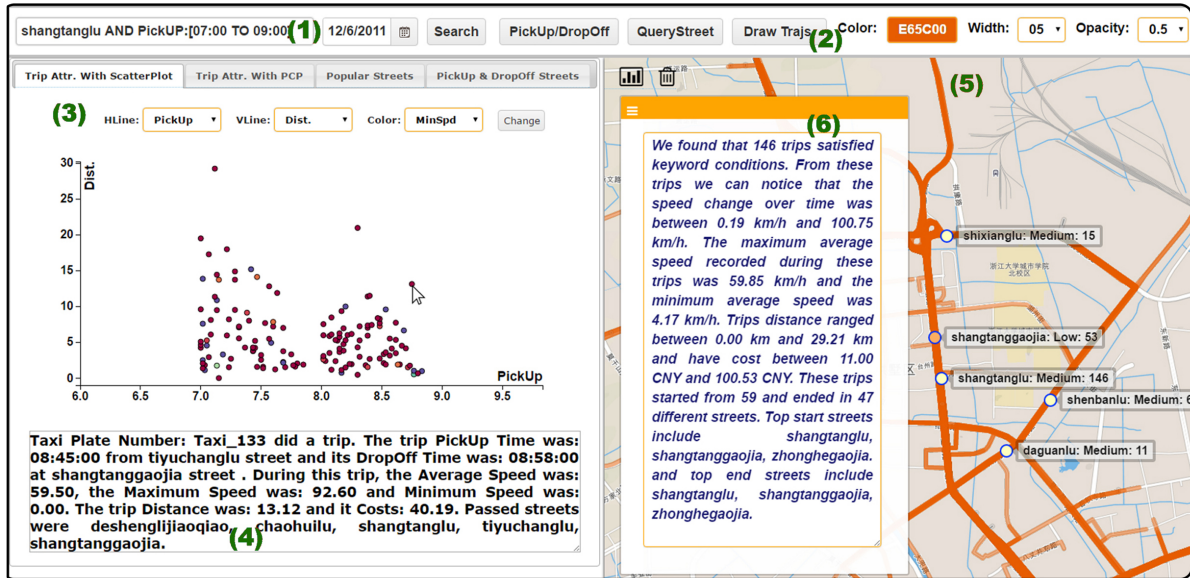 shangtanglu AND PickUP:[07:00 TO 09:00]
(1)
12/6/2011
Search
PickUp/DropOff
QueryStreet
Draw Trajs
(2)
Color:
E65C00
Width:
05
Opacity:
0.5
Trip Attr. With ScatterPlot
Trip Attr. With PCP
Popular Streets
PickUp & DropOff Streets
(3)
HLine:
PickUp
VLine:
Dist.
Color:
MinSpd
Change
30
25
20
15
10
5
0
Dist.
PickUp
6.0
6.5
7.0
7.5
8.0
8.5
9.0
9.5
Taxi Plate Number: Taxi_133 did a trip. The trip PickUp Time was:
08:45:00 from tiyuchanglu street and its DropOff Time was: 08:58:00
at shangtanggaojia street . During this trip, the Average Speed was:
59.50, the Maximum Speed was: 92.60 and Minimum Speed was:
0.00. The trip Distance was: 13.12 and it Costs: 40.19. Passed streets
were deshenglijiaoqiao, chaohuilu, shangtanglu, tiyuchanglu,
shangtanggaojia.
(4)
(5)
(6)
We found that 146 trips satisfied
keyword conditions. From these
trips we can notice that the
speed change over time was
between 0.19 km/h and 100.75
km/h. The maximum average
speed recorded during these
trips was 59.85 km/h and the
minimum average speed was
4.17 km/h. Trips distance ranged
between 0.00 km and 29.21 km
and have cost between 11.00
CNY and 100.53 CNY. These trips
started from 59 and ended in 47
different streets. Top start streets
include shangtanglu,
shangtanggaojia, zhonghegaojia.
and top end streets include
shangtanglu, shangtanggaojia,
zhonghegaojia.
shixianglu: Medium: 15
浙江大学城市学院
北校区
shangtanggaojia: Low: 53
shangtanglu: Medium: 146
shenbanlu: Medium: 6
daguanlu: Medium: 11